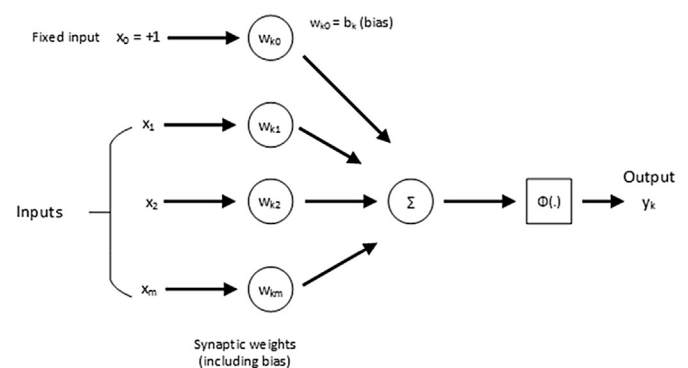 Fixed input x₀ = +1 wₖ₀ wₖ₀ = bₖ (bias)
x₁ wₖ₁
Inputs x₂ wₖ₂ Σ Φ(.) Output yₖ
xₘ wₖₘ
Synaptic weights
(including bias)